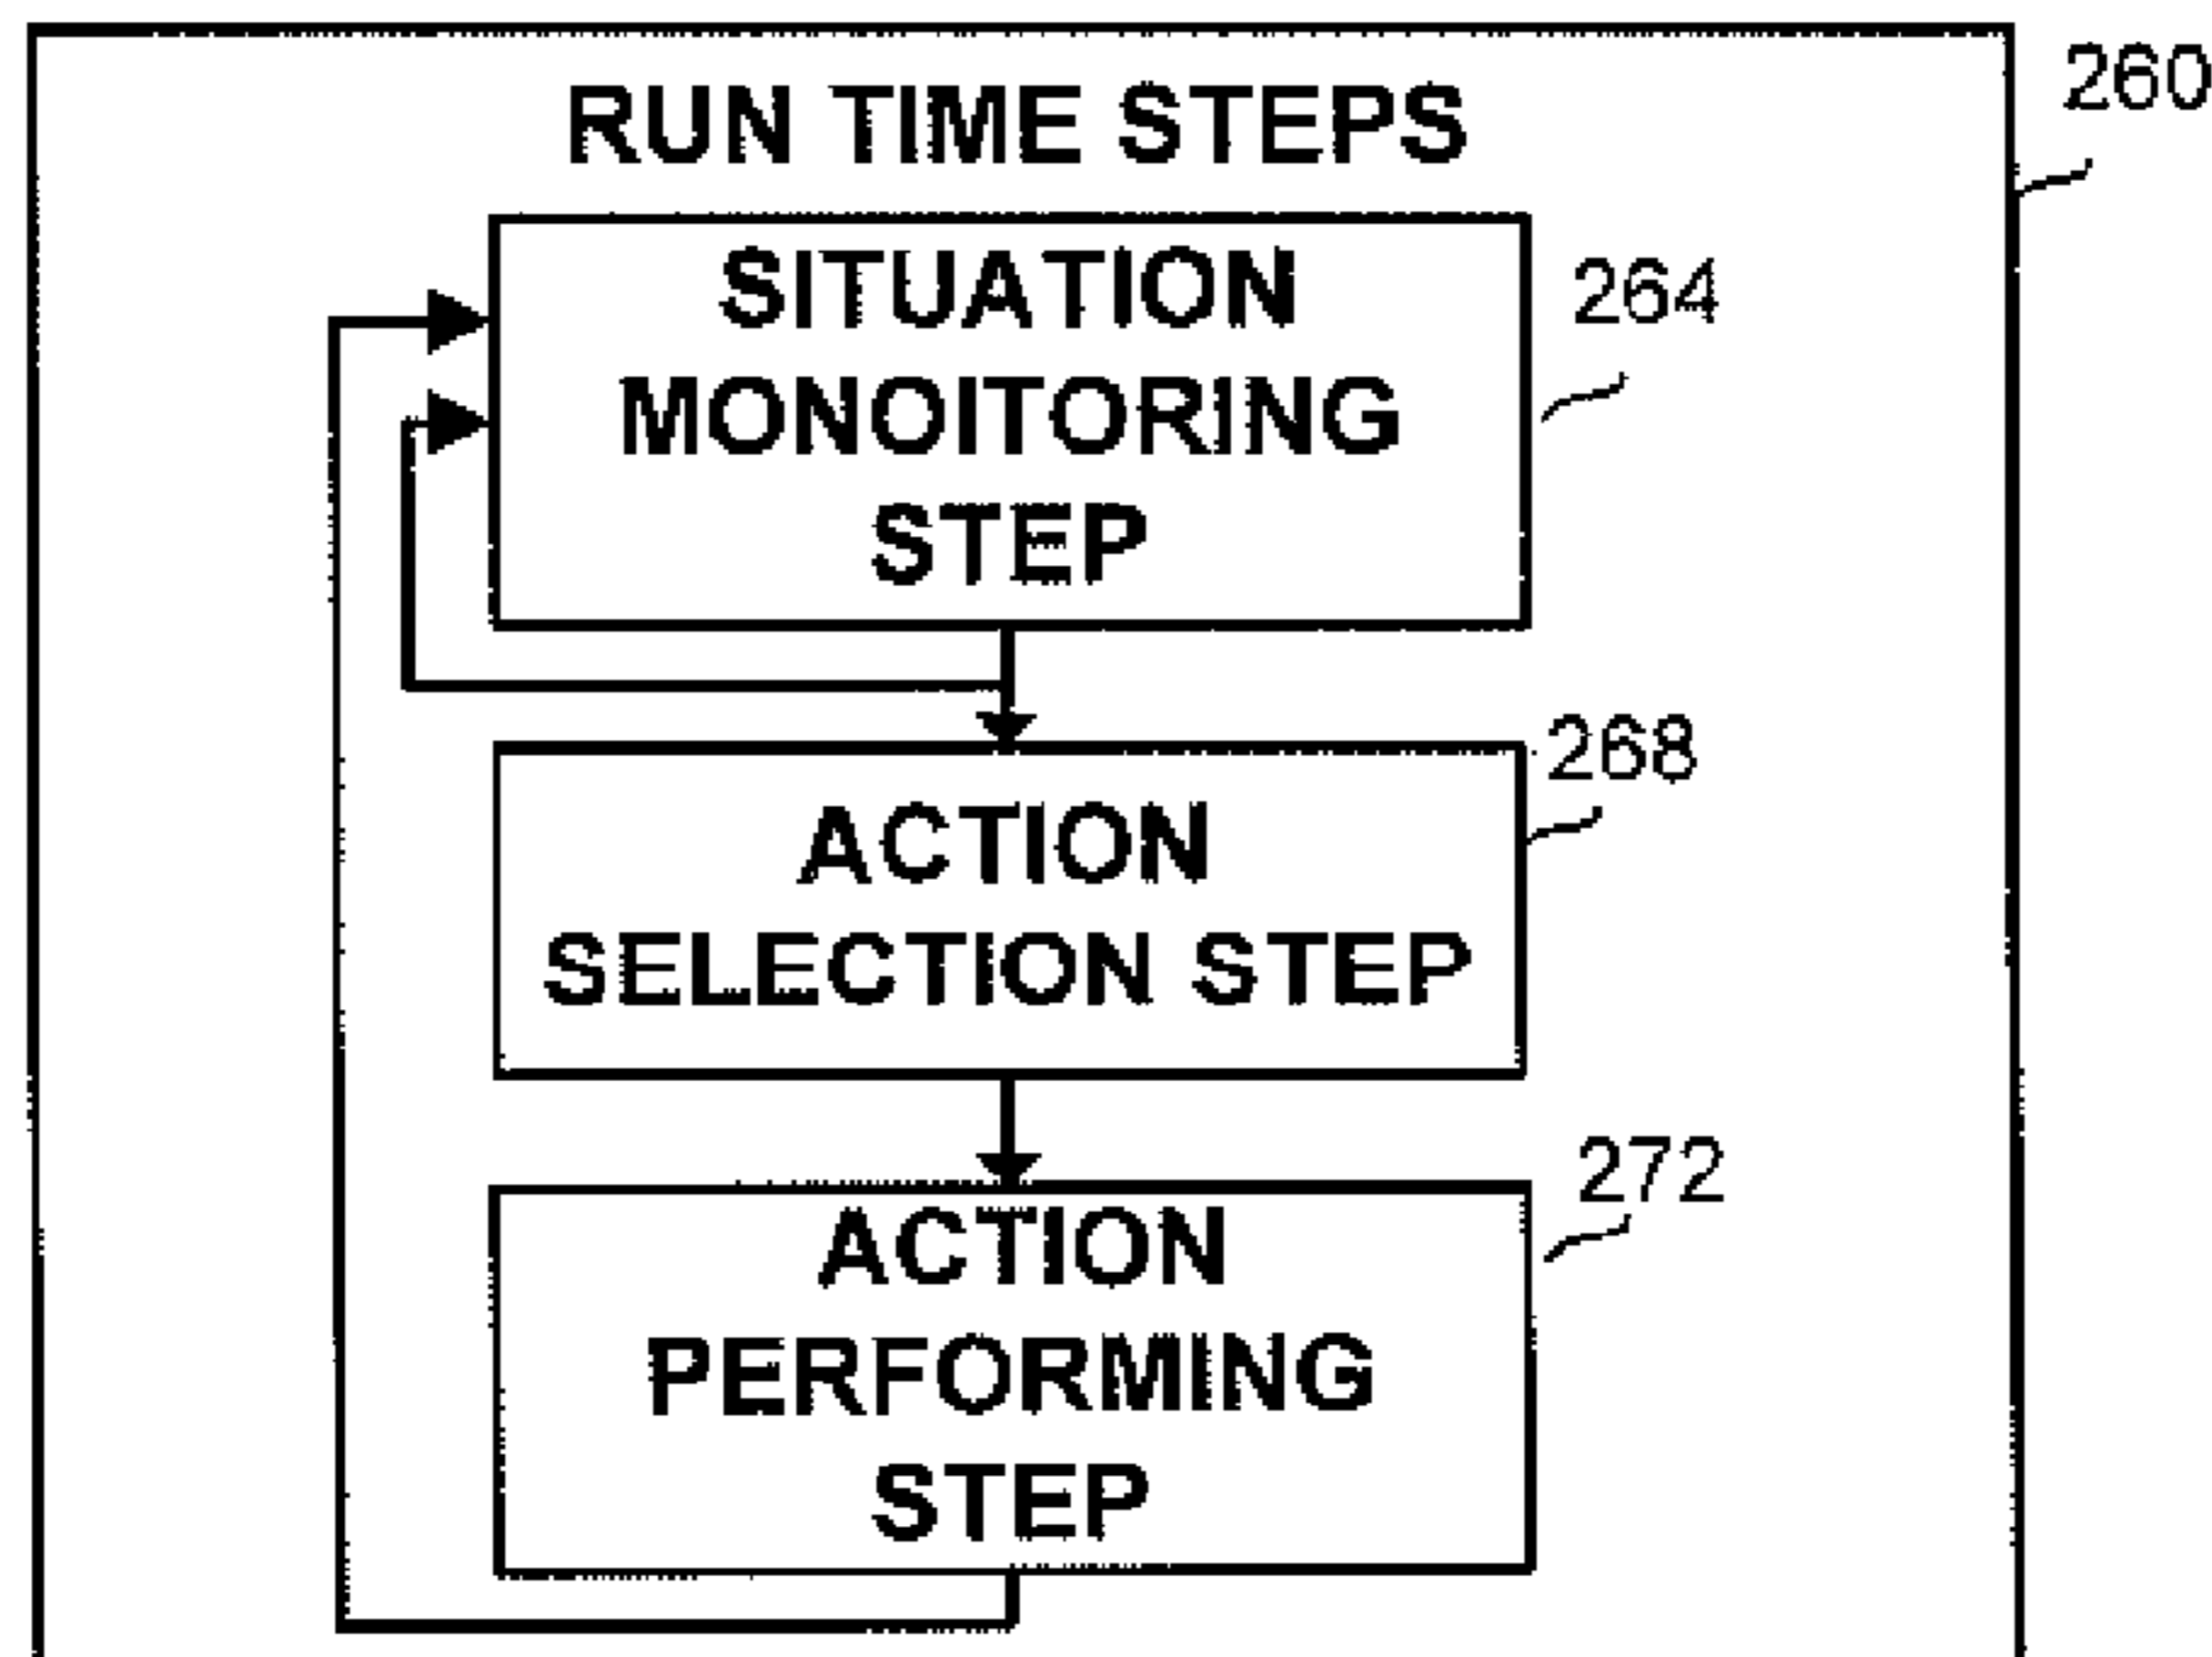 260
RUN TIME STEPS
SITUATION
MONOITORING
STEP
264
268
ACTION
SELECTION STEP
272
ACTION
PERFORMING
STEP